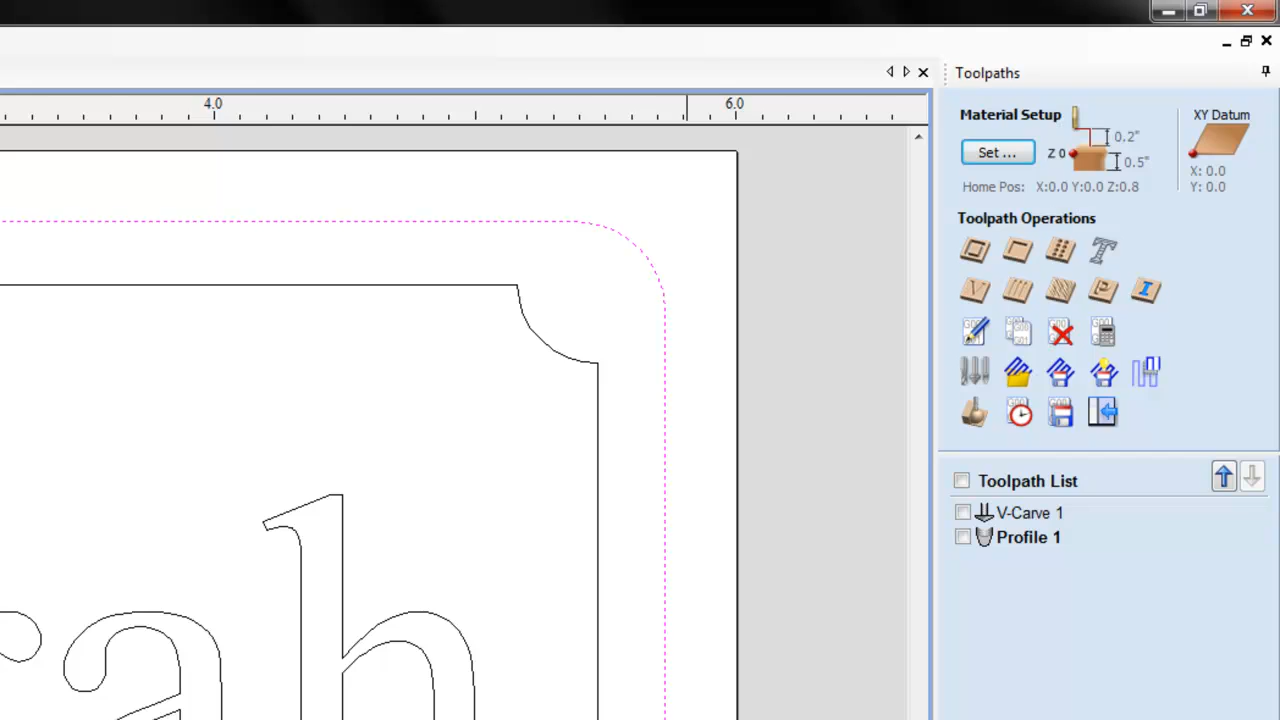 Toolpaths
4.0
6.0
Material Setup
XY Datum
0.2"
Set ...
Z 0
0.5"
X: 0.0
Home Pos: X:0.0 Y:0.0 Z:0.8
Y: 0.0
Toolpath Operations
Toolpath List
V-Carve 1
Profile 1
rah